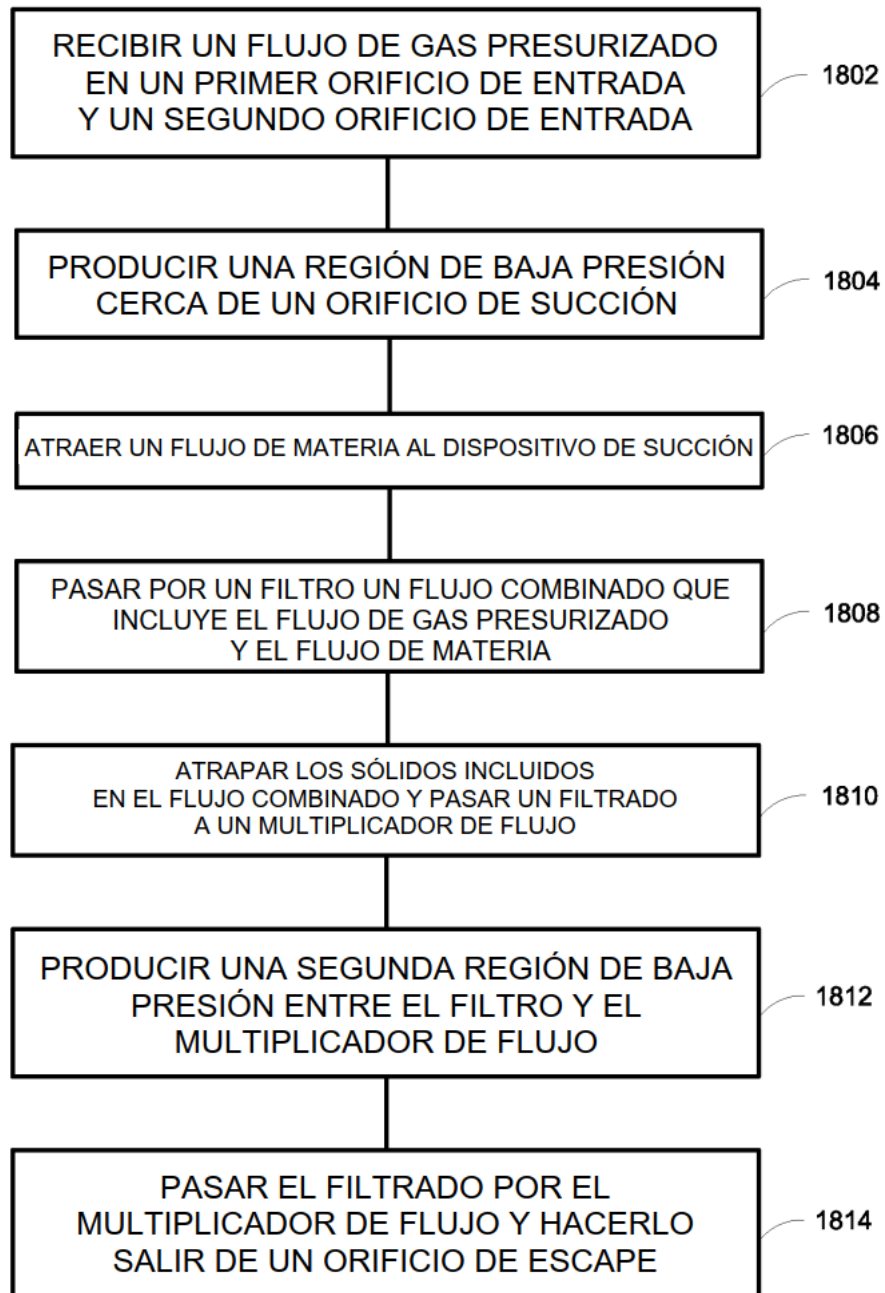 RECIBIR UN FLUJO DE GAS PRESURIZADO
EN UN PRIMER ORIFICIO DE ENTRADA
Y UN SEGUNDO ORIFICIO DE ENTRADA
1802
PRODUCIR UNA REGIÓN DE BAJA PRESIÓN
CERCA DE UN ORIFICIO DE SUCCIÓN
1804
ATRAER UN FLUJO DE MATERIA AL DISPOSITIVO DE SUCCIÓN
1806
PASAR POR UN FILTRO UN FLUJO COMBINADO QUE
INCLUYE EL FLUJO DE GAS PRESURIZADO
Y EL FLUJO DE MATERIA
1808
ATRAPAR LOS SÓLIDOS INCLUIDOS
EN EL FLUJO COMBINADO Y PASAR UN FILTRADO
A UN MULTIPLICADOR DE FLUJO
1810
PRODUCIR UNA SEGUNDA REGIÓN DE BAJA
PRESIÓN ENTRE EL FILTRO Y EL
MULTIPLICADOR DE FLUJO
1812
PASAR EL FILTRADO POR EL
MULTIPLICADOR DE FLUJO Y HACERLO
SALIR DE UN ORIFICIO DE ESCAPE
1814